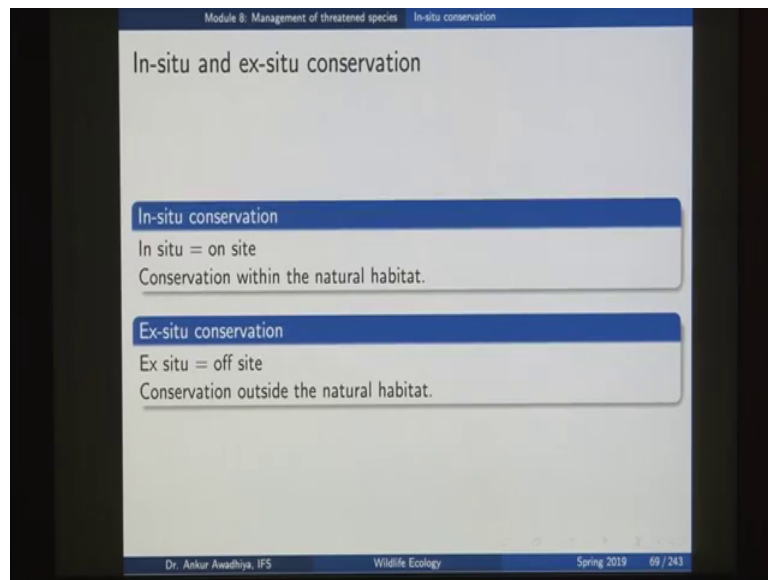 Module 8: Management of threatened species In-situ conservation
In-situ and ex-situ conservation
In-situ conservation
In situ = on site
Conservation within the natural habitat.
Ex-situ conservation
Ex situ = off site
Conservation outside the natural habitat.
Dr. Ankur Awadhiya, IFS Wildlife Ecology Spring 2019 69 / 243